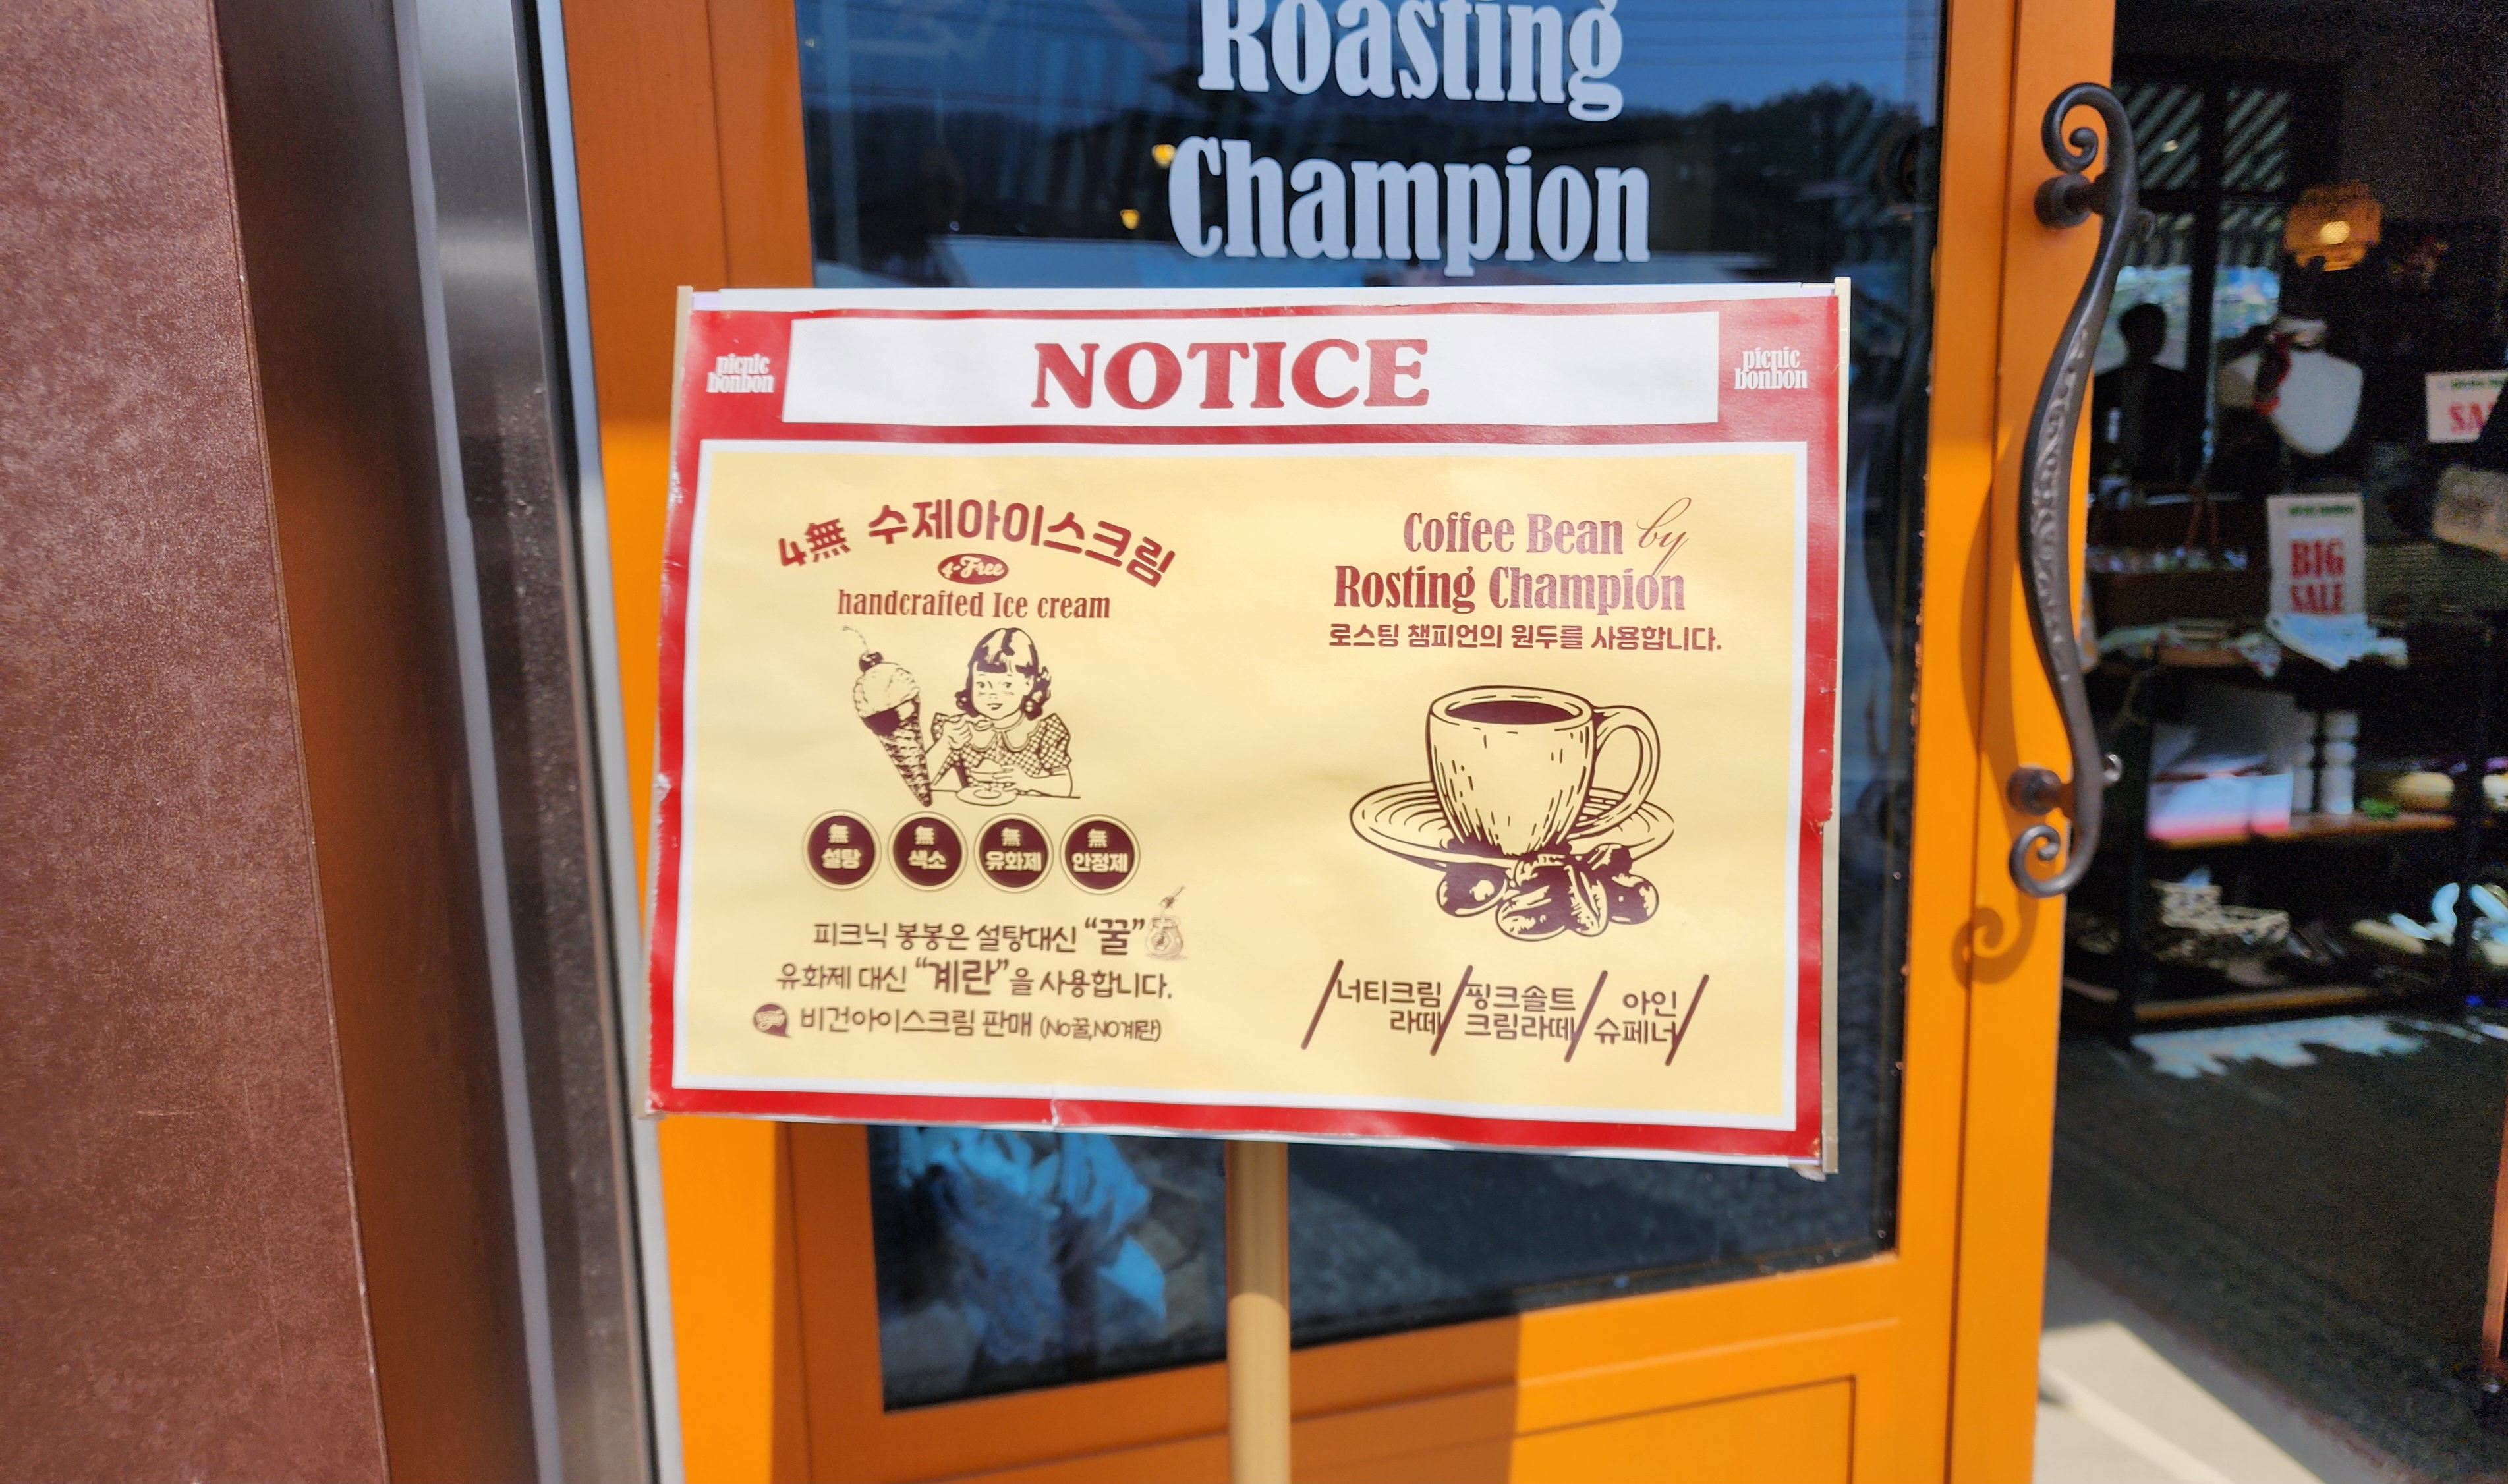 Roasting
Champion
NOTICE
picnic
bonbon
picnic
bonbon
4無 수제아이스크림
4-Free
handcrafted Ice cream
無
설탕
無
색소
無
유화제
無
안정제
피크닉 봉봉은 설탕대신 “꿀”
유화제 대신 “계란”을 사용합니다.
비건아이스크림 판매 (No꿀,NO계란)
Coffee Bean by
Rosting Champion
로스팅 챔피언의 원두를 사용합니다.
너티크림
라떼
핑크솔트
크림라떼
아인
슈페너
BIG
SALE